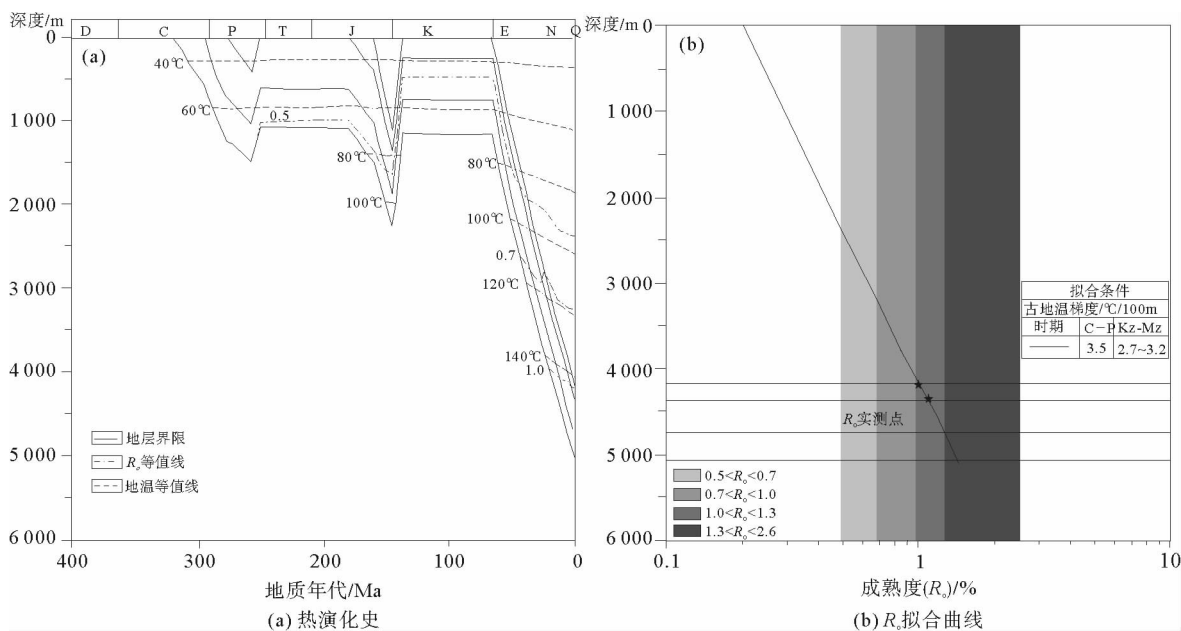 深度/m
D C P T J K E N Q
0
(a)
40℃
60℃
0.5
1 000
80℃
80℃
2 000
100℃
100℃
0.7
3 000
120℃
140℃
4 000
1.0
地层界限
Rₒ等值线
5 000
地温等值线
6 000
400 300 200 100 0
地质年代/Ma
(a) 热演化史
深度/m
0
(b)
1 000
2 000
3 000
拟合条件
古地温梯度/℃/100m
时期 C-P Kz-Mz
3.5 2.7~3.2
4 000
Rₒ实测点
5 000
0.5<Rₒ<0.7
0.7<Rₒ<1.0
1.0<Rₒ<1.3
1.3<Rₒ<2.6
6 000
0.1 1 10
成熟度(Rₒ)/%
(b) Rₒ拟合曲线